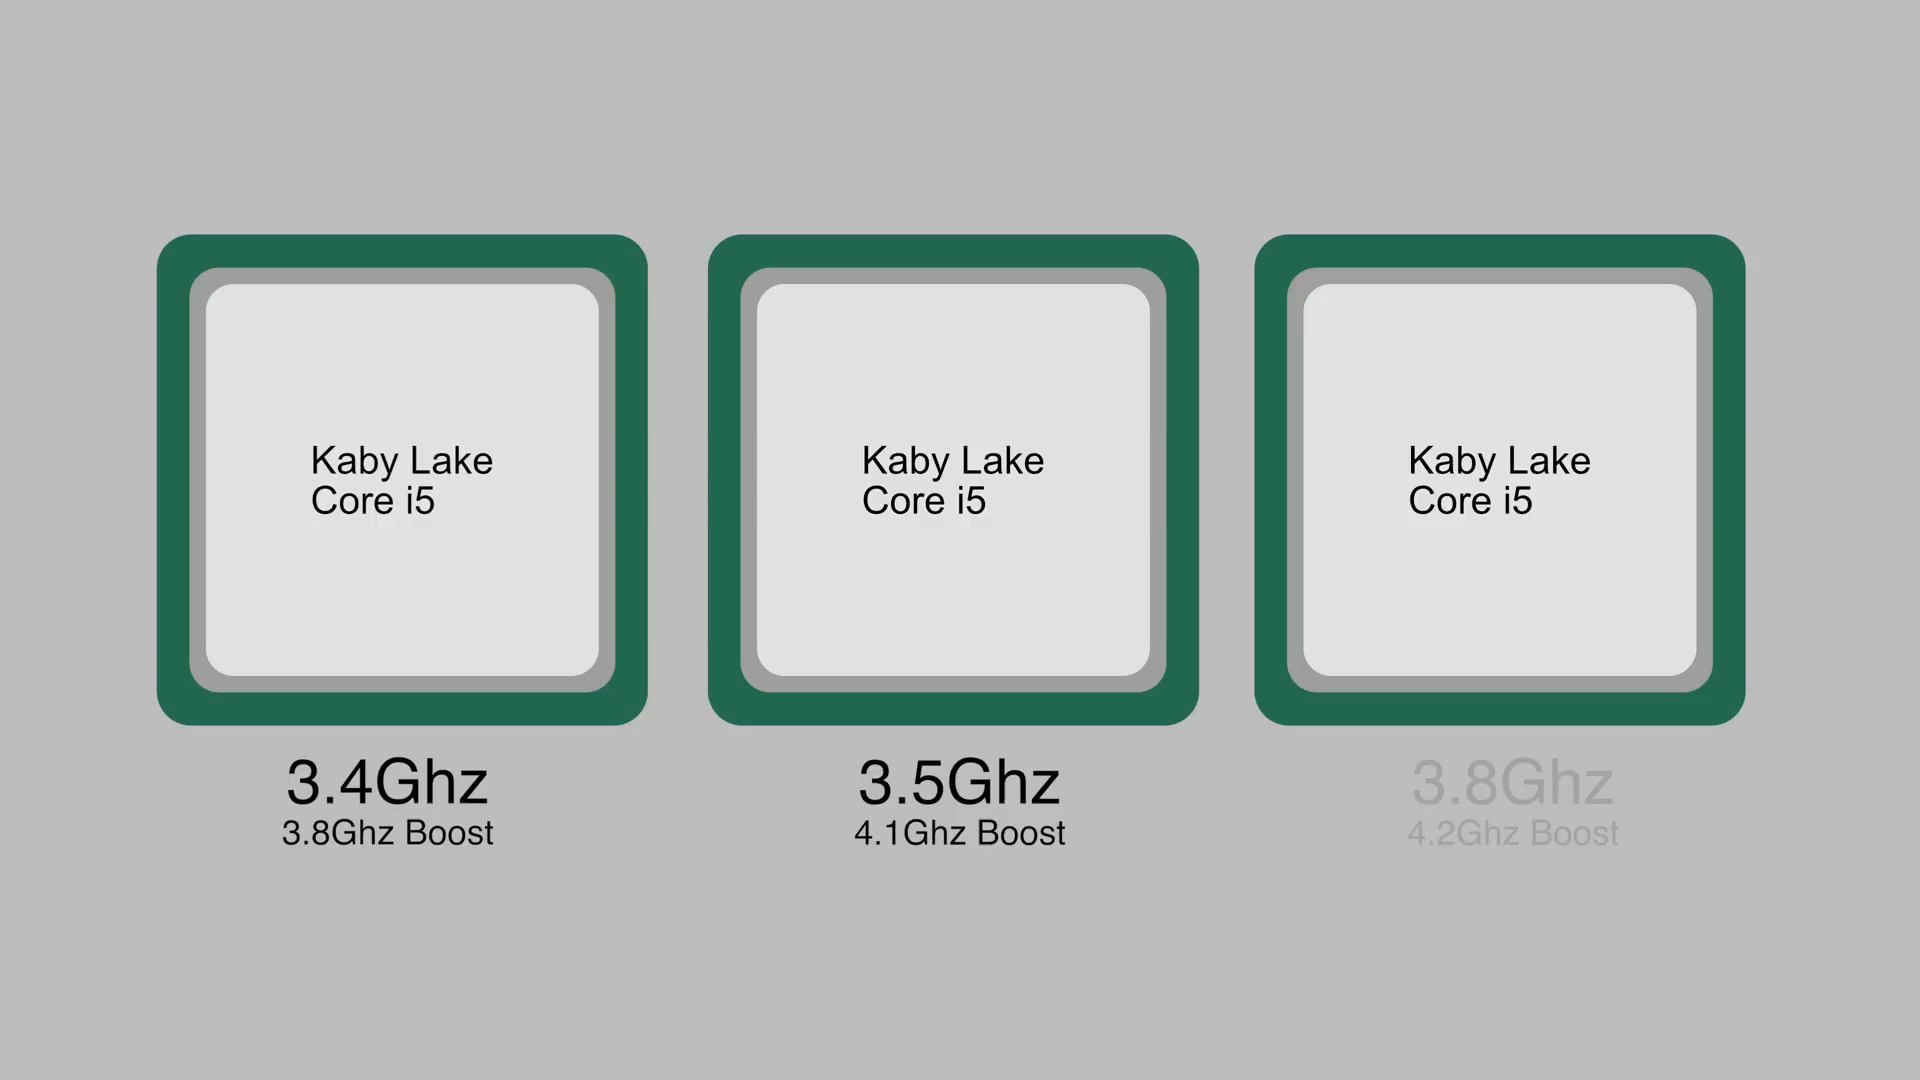 Kaby Lake
Core i5
Kaby Lake
Core i5
Kaby Lake
Core i5
3.4Ghz
3.8Ghz Boost
3.5Ghz
4.1Ghz Boost
3.8Ghz
4.2Ghz Boost